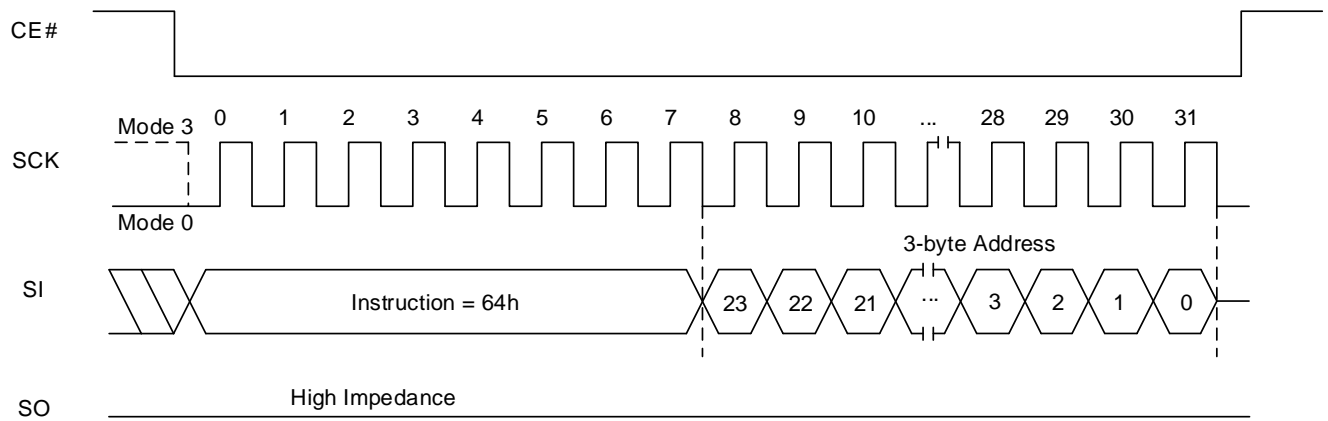 CE#
Mode 3 0 1 2 3 4 5 6 7 8 9 10 ... 28 29 30 31
SCK
Mode 0
3-byte Address
SI Instruction = 64h 23 22 21 ... 3 2 1 0
High Impedance
SO